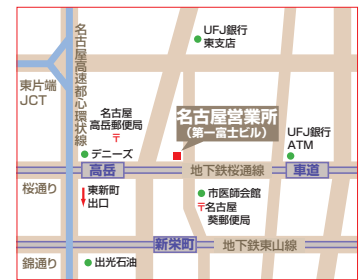 名古屋高速都心環状線
UFJ銀行
東支店
東片端
JCT
名古屋
高岳郵便局
〒
名古屋営業所
（第一富士ビル）
UFJ銀行
ATM
デニーズ
高岳
地下鉄桜通線
車道
桜通り
東新町
出口
市医師会館
〒名古屋
葵郵便局
新栄町
地下鉄東山線
錦通り
出光石油